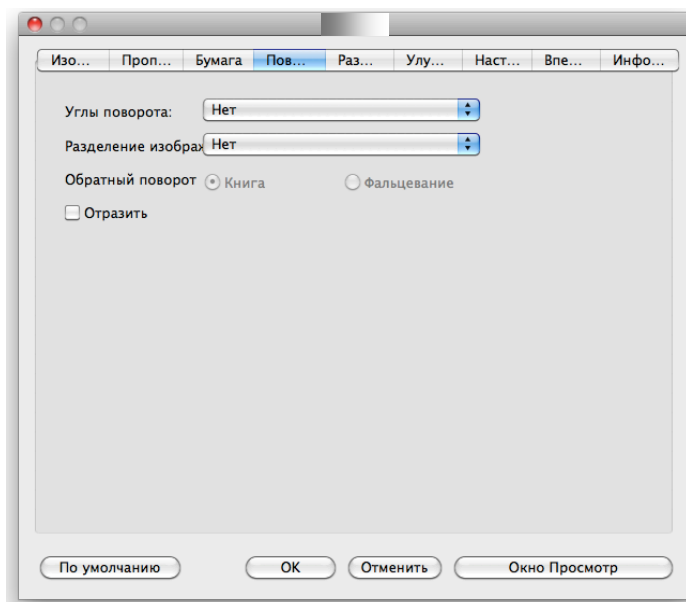 Изо... Проп... Бумага Пов... Раз... Улу... Наст... Впе... Инфо...
Углы поворота: Нет
Разделение изобрах Нет
Обратный поворот Книга Фальцевание
Отразить
По умолчанию OK Отменить Окно Просмотр